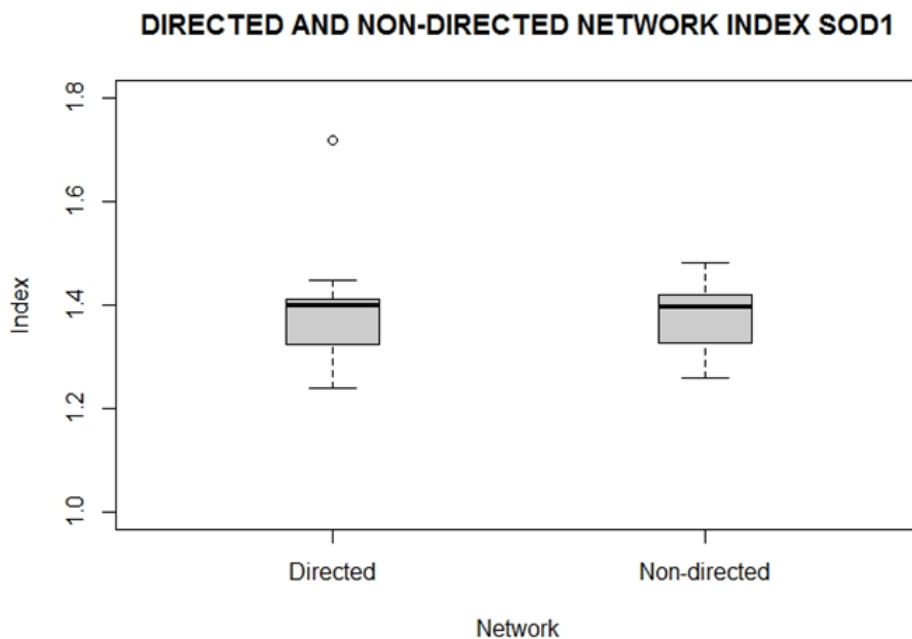 DIRECTED AND NON-DIRECTED NETWORK INDEX SOD1
Index
1.8
1.6
1.4
1.2
1.0
Directed
Non-directed
Network